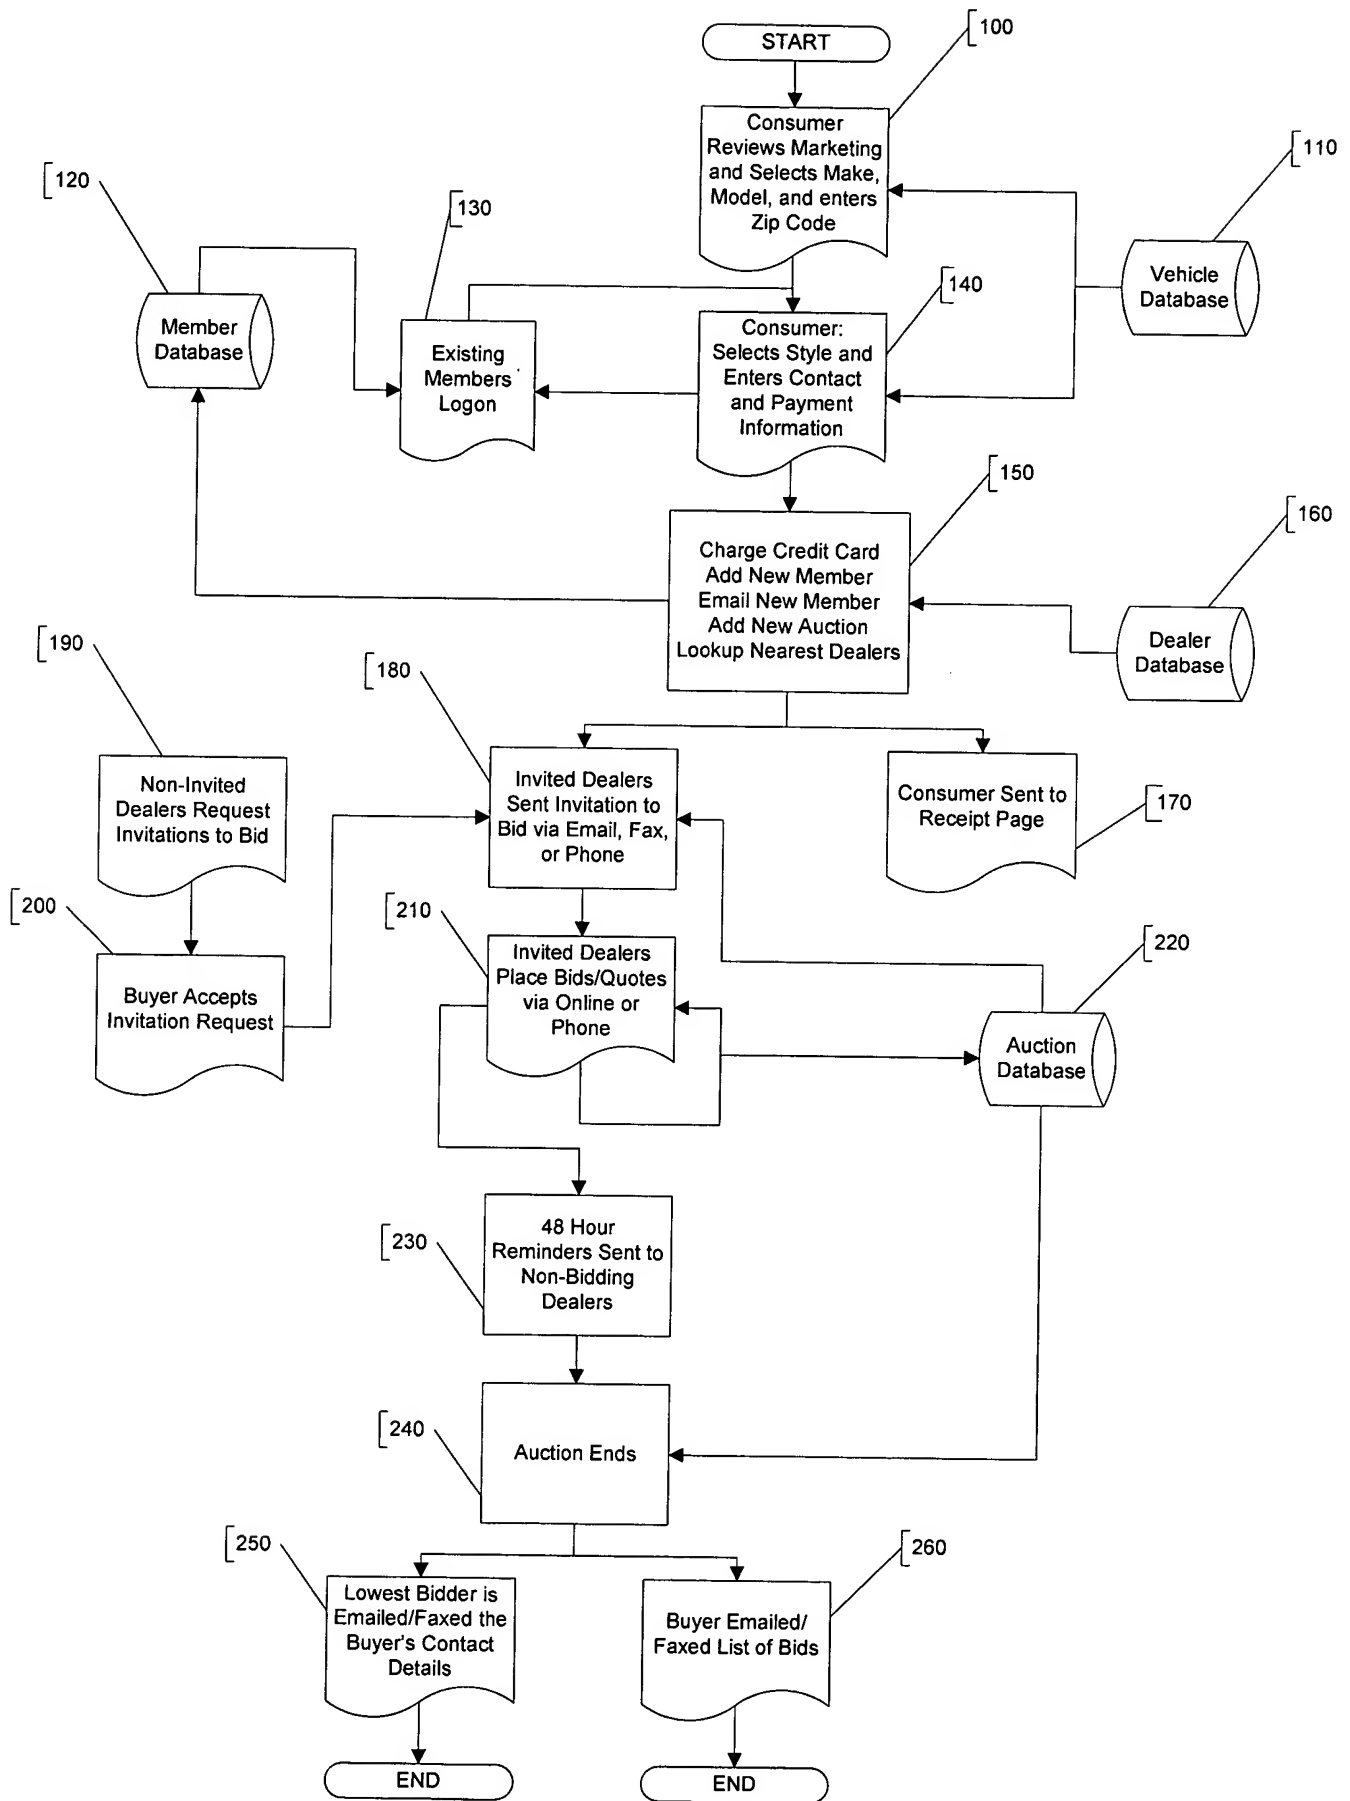 START
100
Consumer
Reviews Marketing
and Selects Make,
Model, and enters
Zip Code
110
120
130
Vehicle
Database
140
Member
Database
Existing
Members
Logon
Consumer:
Selects Style and
Enters Contact
and Payment
Information
150
160
Charge Credit Card
Add New Member
Email New Member
Add New Auction
Lookup Nearest Dealers
Dealer
Database
190
180
Non-Invited
Dealers Request
Invitations to Bid
Invited Dealers
Sent Invitation to
Bid via Email, Fax,
or Phone
Consumer Sent to
Receipt Page
170
200
210
220
Buyer Accepts
Invitation Request
Invited Dealers
Place Bids/Quotes
via Online or
Phone
Auction
Database
230
48 Hour
Reminders Sent to
Non-Bidding
Dealers
240
Auction Ends
250
260
Lowest Bidder is
Emailed/Faxed the
Buyer's Contact
Details
Buyer Emailed/
Faxed List of Bids
END
END